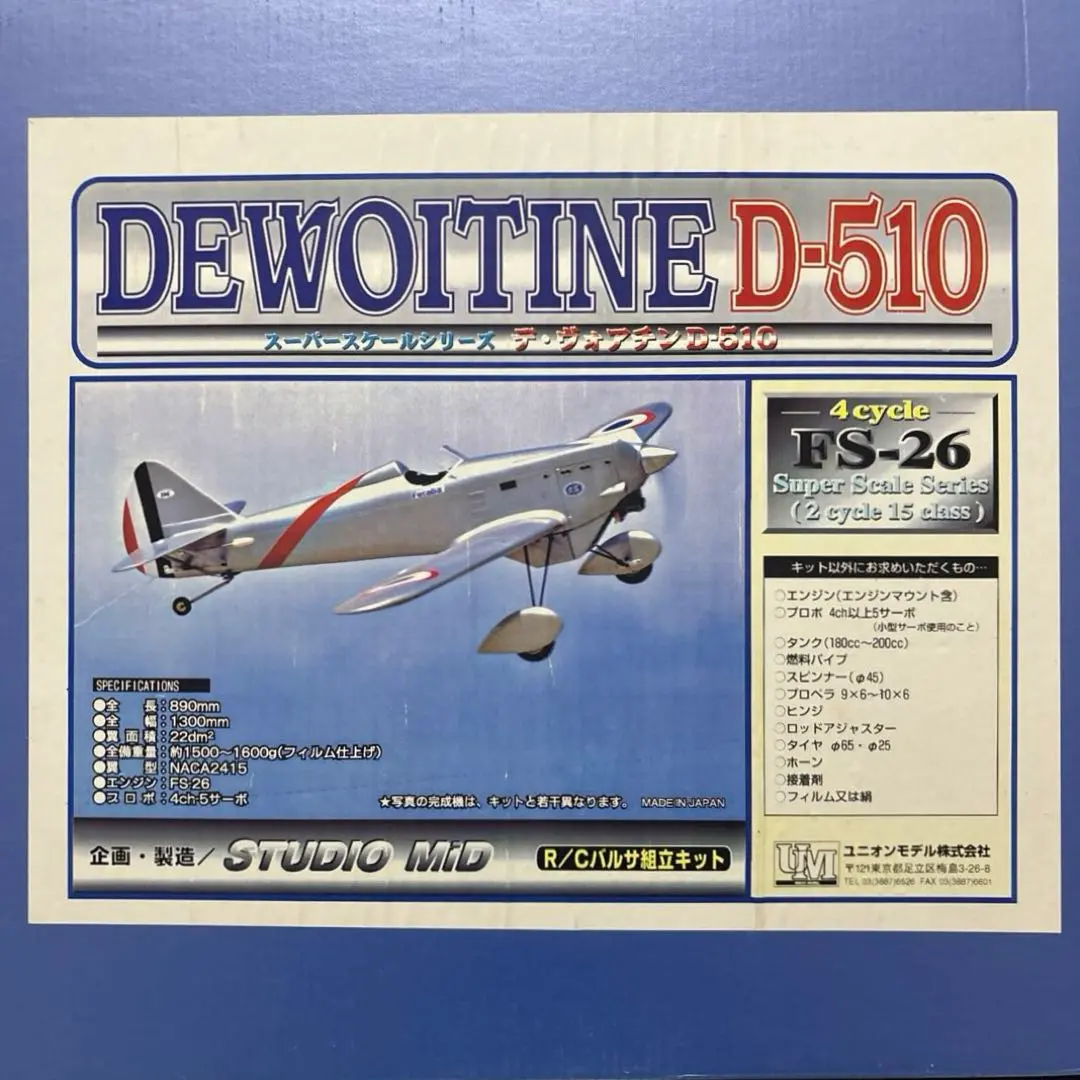 DEWOITINE D-510
スーパースケールシリーズ デ・ヴォアチンD-510
Futaba
4cycle
FS-26
Super Scale Series
(2 cycle 15 class)
キット以外にお求めいただくもの…
○エンジン(エンジンマウント含)
○プロポ 4ch以上5サーボ
(小型サーボ使用のこと)
○タンク(180cc〜200cc)
○燃料パイプ
○スピンナー(φ45)
○プロペラ 9×6〜10×6
○ヒンジ
○ロッドアジャスター
○タイヤ φ65・φ25
○ホーン
○接着剤
○フィルム又は絹
SPECIFICATIONS
●全長:890mm
●全幅:1300mm
●翼面積:22dm²
●全備重量:約1500〜1600g(フィルム仕上げ)
●翼型:NACA2415
●エンジン:FS-26
●プロポ:4ch-5サーボ
★写真の完成機は、キットと若干異なります。 MADE IN JAPAN
企画・製造/STUDIO MiD
R/Cバルサ組立キット
UM
ユニオンモデル株式会社
〒121東京都足立区梅島3-26-8
TEL 03(3887)6526 FAX 03(3887)6601